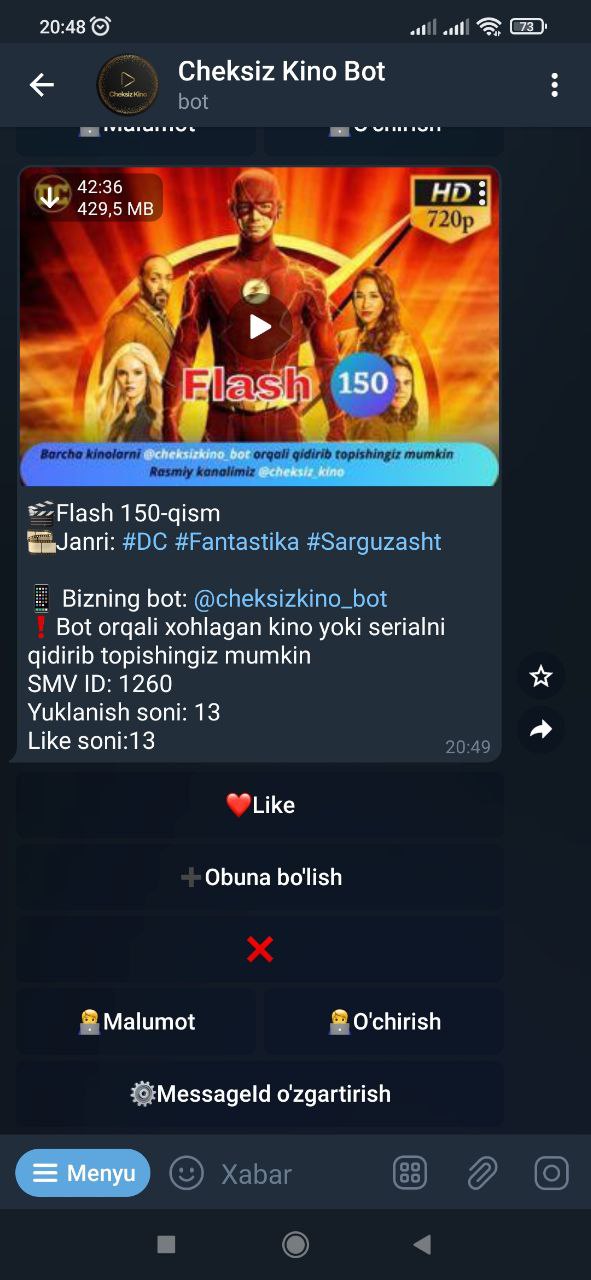 20:48
73
Cheksiz Kino Bot
Cheksiz Kino
bot
Malumot
O'chirish
DC
42:36
429,5 MB
HD
720p
Flash
150
Barcha kinolarni @cheksizkino_bot orqali qidirib topishingiz mumkin
Rasmiy kanalimiz @cheksiz_kino
Flash 150-qism
Janri: #DC #Fantastika #Sarguzasht
Bizning bot: @cheksizkino_bot
❗Bot orqali xohlagan kino yoki serialni
qidirib topishingiz mumkin
SMV ID: 1260
Yuklanish soni: 13
Like soni:13
20:49
❤️Like
➕Obuna bo'lish
❌
Malumot
O'chirish
⚙️MessageId o'zgartirish
Menyu
Xabar